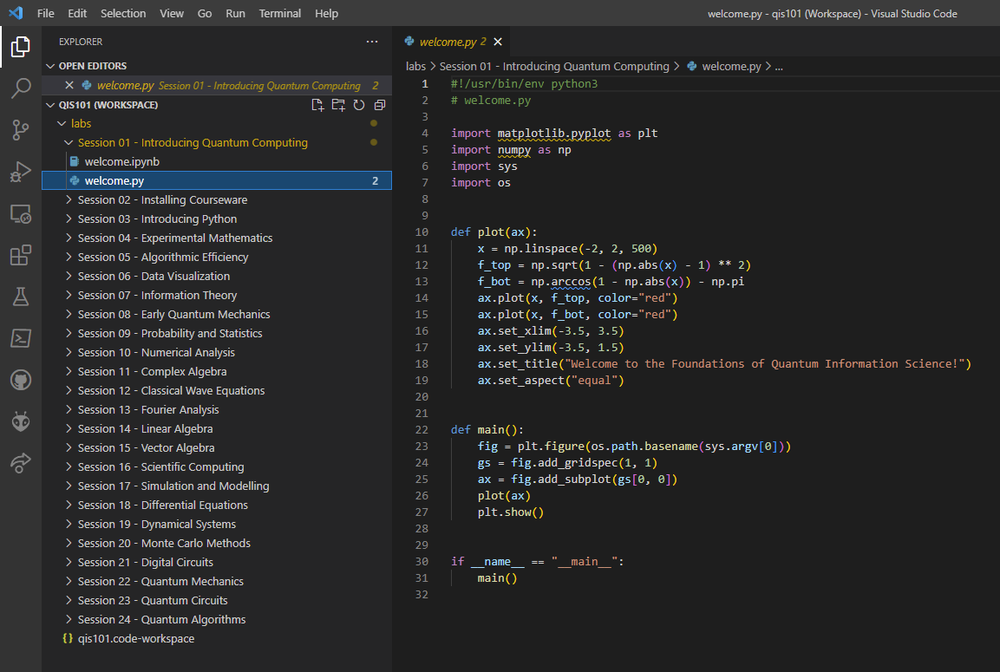 File Edit Selection View Go Run Terminal Help
welcome.py - qis101 (Workspace) - Visual Studio Code
EXPLORER
OPEN EDITORS
welcome.py Session 01 - Introducing Quantum Computing 2
QIS101 (WORKSPACE)
labs
Session 01 - Introducing Quantum Computing
welcome.ipynb
welcome.py 2
Session 02 - Installing Courseware
Session 03 - Introducing Python
Session 04 - Experimental Mathematics
Session 05 - Algorithmic Efficiency
Session 06 - Data Visualization
Session 07 - Information Theory
Session 08 - Early Quantum Mechanics
Session 09 - Probability and Statistics
Session 10 - Numerical Analysis
Session 11 - Complex Algebra
Session 12 - Classical Wave Equations
Session 13 - Fourier Analysis
Session 14 - Linear Algebra
Session 15 - Vector Algebra
Session 16 - Scientific Computing
Session 17 - Simulation and Modelling
Session 18 - Differential Equations
Session 19 - Dynamical Systems
Session 20 - Monte Carlo Methods
Session 21 - Digital Circuits
Session 22 - Quantum Mechanics
Session 23 - Quantum Circuits
Session 24 - Quantum Algorithms
{} qis101.code-workspace
welcome.py 2
labs > Session 01 - Introducing Quantum Computing > welcome.py > ...
1 #!/usr/bin/env python3
2 # welcome.py
3
4 import matplotlib.pyplot as plt
5 import numpy as np
6 import sys
7 import os
8
9
10 def plot(ax):
11     x = np.linspace(-2, 2, 500)
12     f_top = np.sqrt(1 - (np.abs(x) - 1) ** 2)
13     f_bot = np.arccos(1 - np.abs(x)) - np.pi
14     ax.plot(x, f_top, color="red")
15     ax.plot(x, f_bot, color="red")
16     ax.set_xlim(-3.5, 3.5)
17     ax.set_ylim(-3.5, 1.5)
18     ax.set_title("Welcome to the Foundations of Quantum Information Science!")
19     ax.set_aspect("equal")
20
21
22 def main():
23     fig = plt.figure(os.path.basename(sys.argv[0]))
24     gs = fig.add_gridspec(1, 1)
25     ax = fig.add_subplot(gs[0, 0])
26     plot(ax)
27     plt.show()
28
29
30 if __name__ == "__main__":
31     main()
32